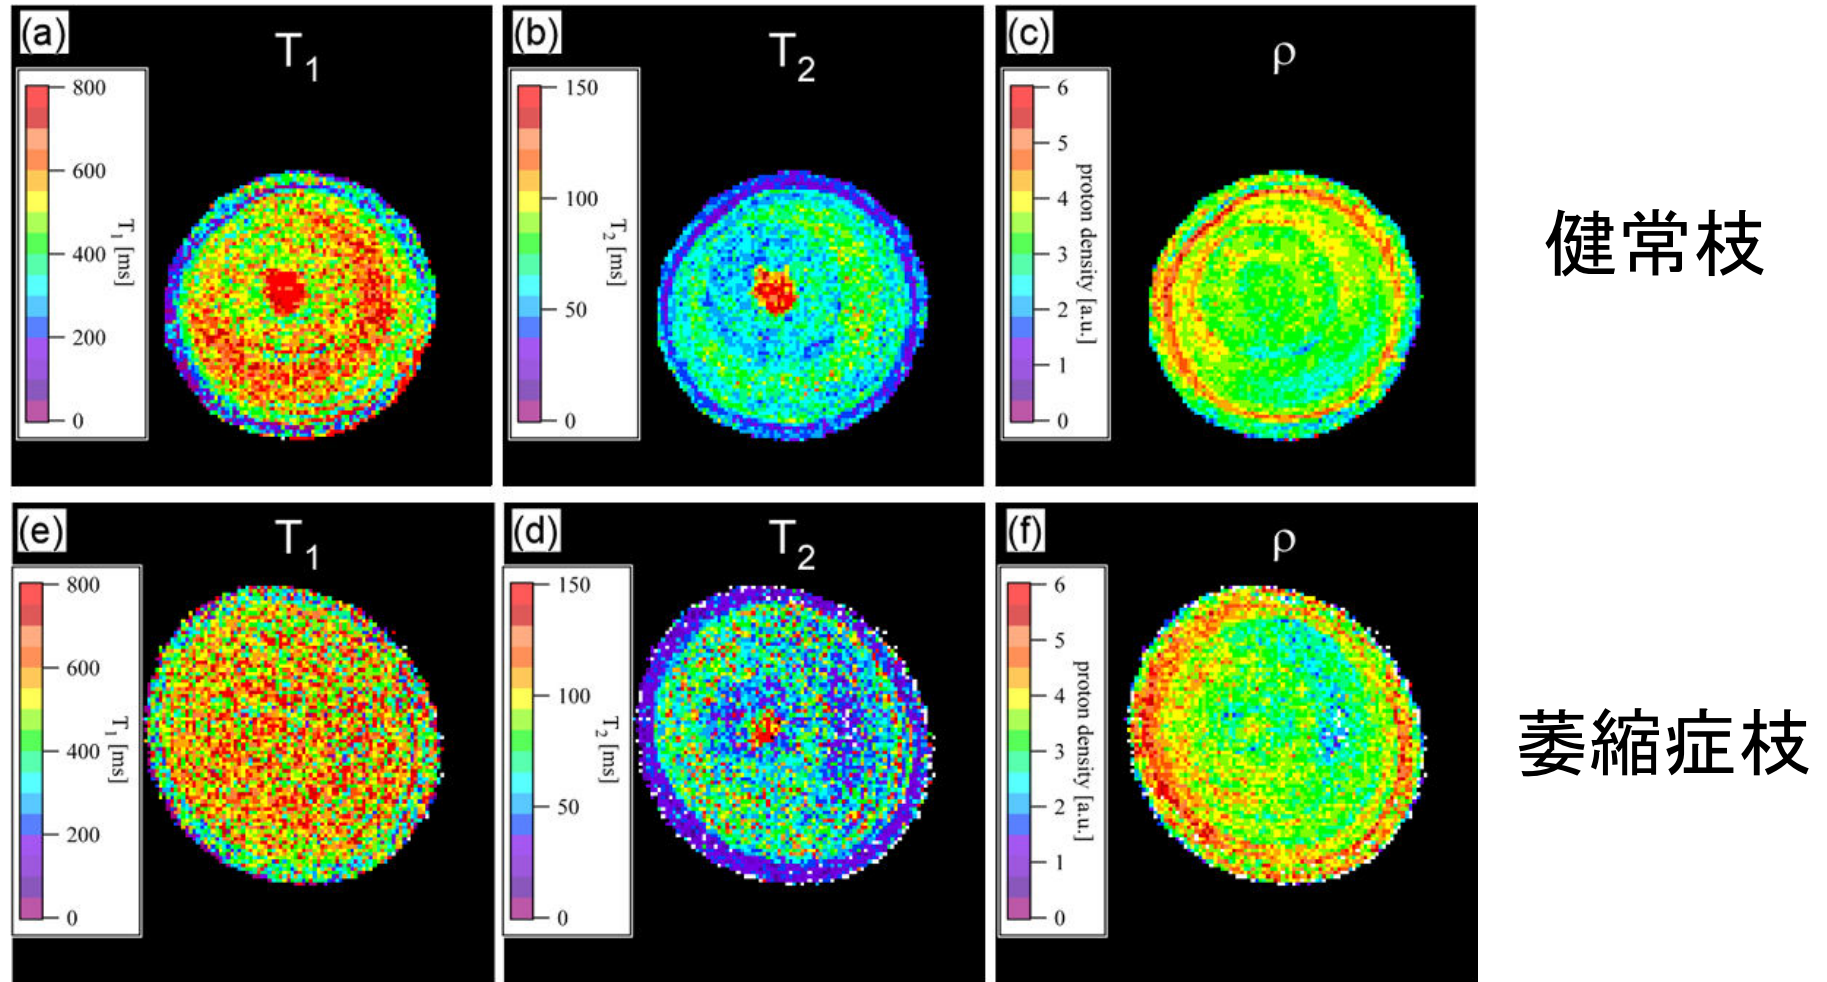 (a) T1
800
600
400
200
0
T1 [ms]
(b) T2
150
100
50
0
T2 [ms]
(c) ρ
6
5
4
3
2
1
0
proton density [a.u.]
健常枝
(e) T1
800
600
400
200
0
T1 [ms]
(d) T2
150
100
50
0
T2 [ms]
(f) ρ
6
5
4
3
2
1
0
proton density [a.u.]
萎縮症枝